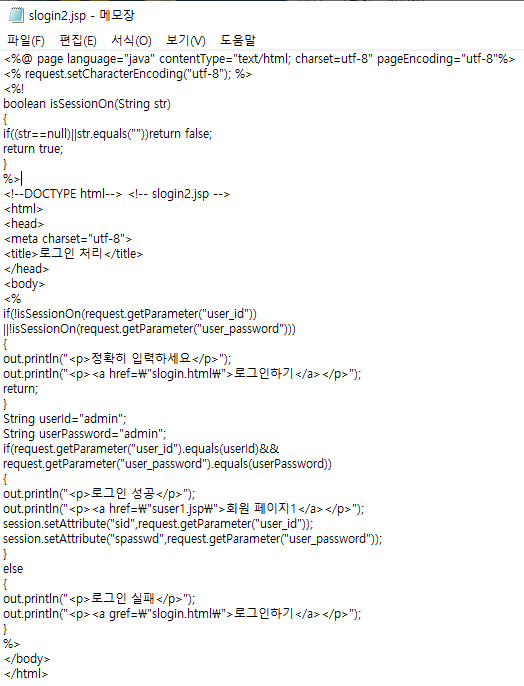 slogin2.jsp - 메모장
파일(F) 편집(E) 서식(O) 보기(V) 도움말
<%@ page language="java" contentType="text/html; charset=utf-8" pageEncoding="utf-8"%>
<% request.setCharacterEncoding("utf-8"); %>
<%!
boolean isSessionOn(String str)
{
if((str==null)||str.equals(""))return false;
return true;
}
%>
<!--DOCTYPE html--> <!-- slogin2.jsp -->
<html>
<head>
<meta charset="utf-8">
<title>로그인 처리</title>
</head>
<body>
<%
if(!isSessionOn(request.getParameter("user_id"))
||!isSessionOn(request.getParameter("user_password")))
{
out.println("<p>정확히 입력하세요</p>");
out.println("<p><a href=₩"slogin.html₩">로그인하기</a></p>");
return;
}
String userId="admin";
String userPassword="admin";
if(request.getParameter("user_id").equals(userId)&&
request.getParameter("user_password").equals(userPassword))
{
out.println("<p>로그인 성공</p>");
out.println("<p><a href=₩"suser1.jsp₩">회원 페이지1</a></p>");
session.setAttribute("sid",request.getParameter("user_id"));
session.setAttribute("spasswd",request.getParameter("user_password"));
}
else
{
out.println("<p>로그인 실패</p>");
out.println("<p><a gref=₩"slogin.html₩">로그인하기</a></p>");
}
%>
</body>
</html>